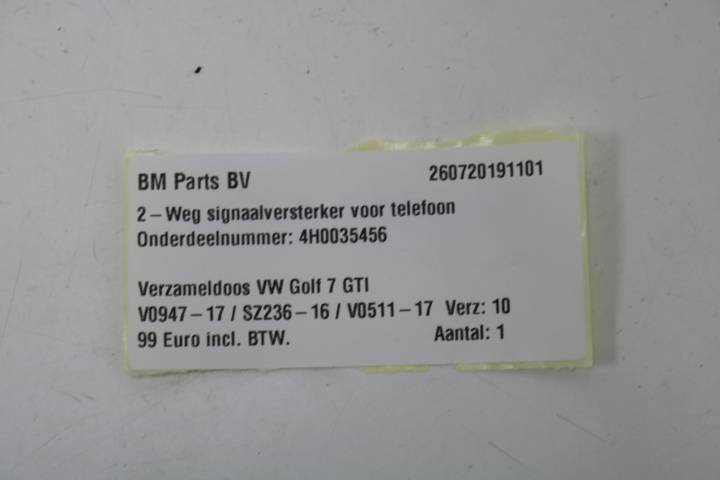 BM Parts BV 260720191101
2 – Weg signaalversterker voor telefoon
Onderdeelnummer: 4H0035456
Verzameldoos VW Golf 7 GTI
V0947 – 17 / SZ236 – 16 / V0511 – 17 Verz: 10
99 Euro incl. BTW. Aantal: 1